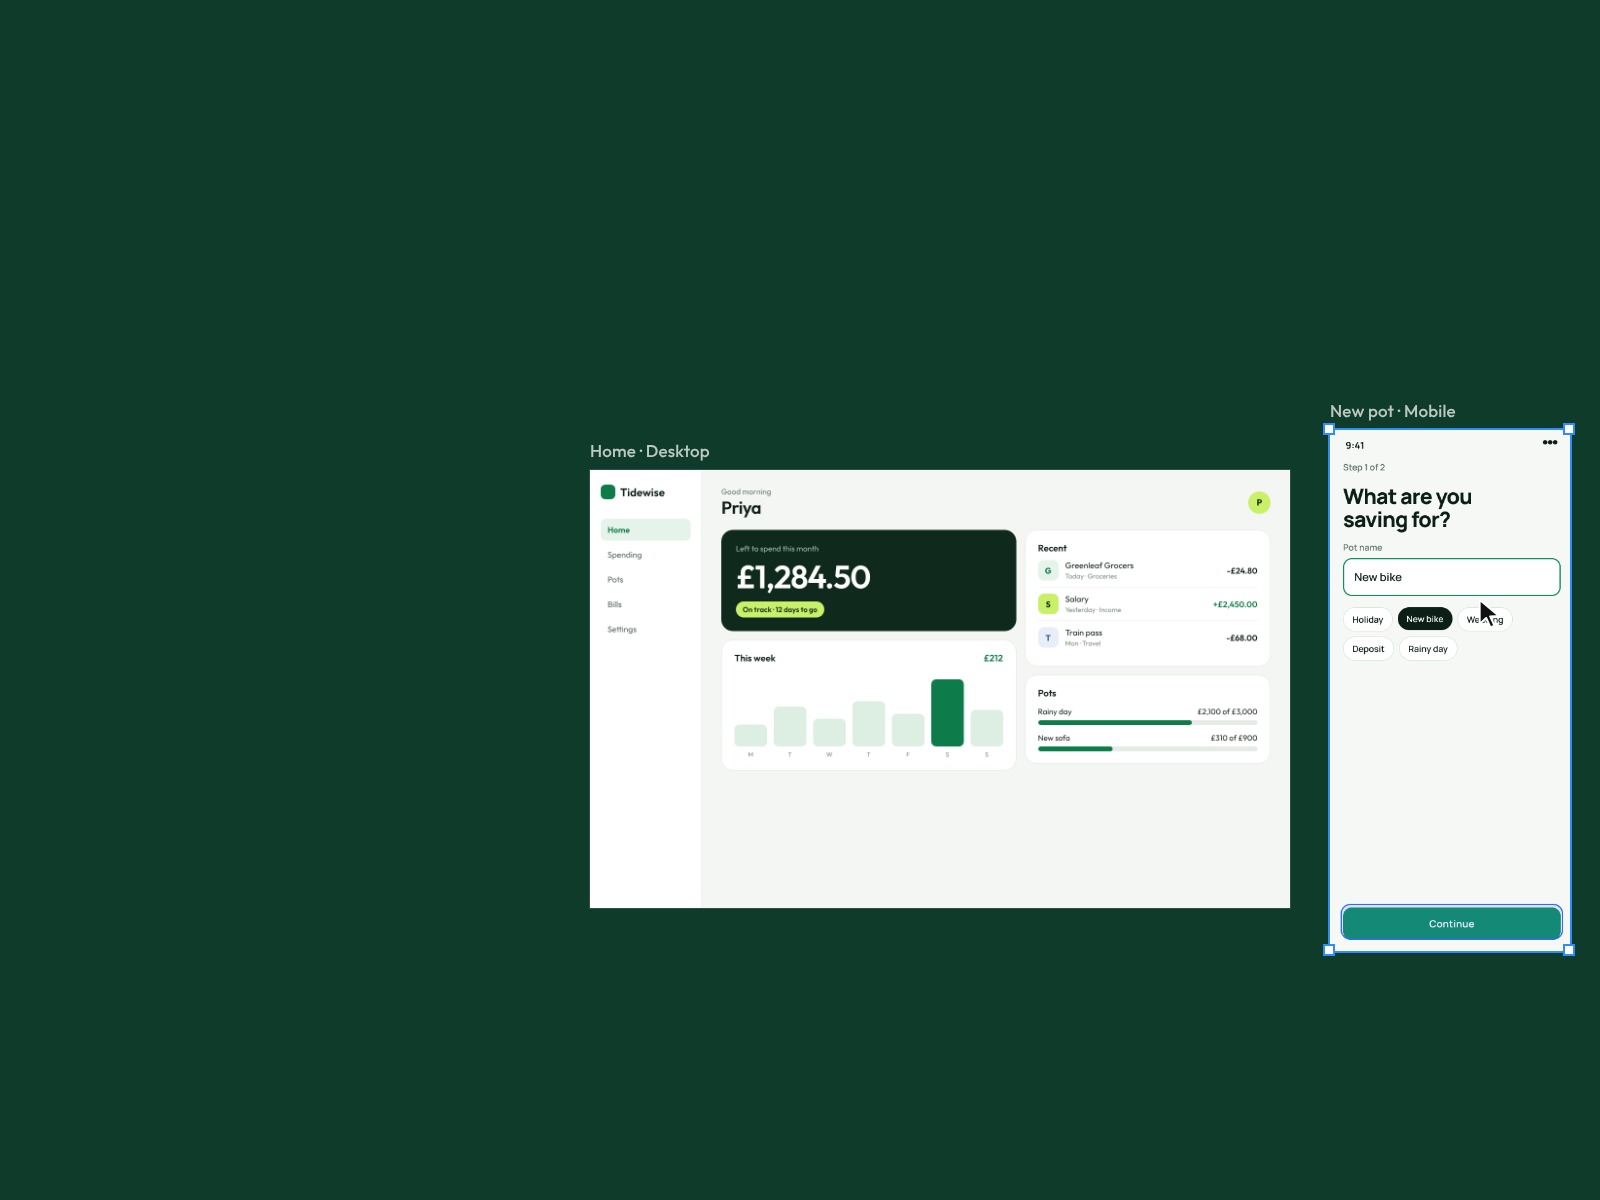 Home · Desktop
Tidewise
Home
Spending
Pots
Bills
Settings
Good morning
Priya
P
Left to spend this month
£1,284.50
On track · 12 days to go
This week
£212
M T W T F S S
Recent
G
Greenleaf Grocers
Today · Groceries
-£24.80
S
Salary
Yesterday · Income
+£2,450.00
T
Train pass
Mon · Travel
-£68.00
Pots
Rainy day
£2,100 of £3,000
New sofa
£310 of £900
New pot · Mobile
9:41
Step 1 of 2
What are you
saving for?
Pot name
New bike
Holiday
New bike
Deposit
Rainy day
Continue